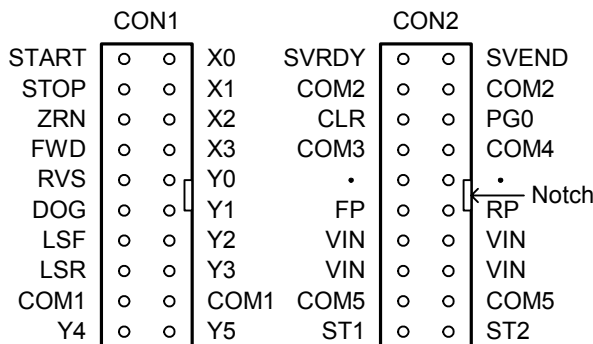 CON1 CON2
START X0 SVRDY SVEND
STOP X1 COM2 COM2
ZRN X2 CLR PG0
FWD X3 COM3 COM4
RVS Y0 • •
Notch
DOG Y1 FP RP
LSF Y2 VIN VIN
LSR Y3 VIN VIN
COM1 COM1 COM5 COM5
Y4 Y5 ST1 ST2